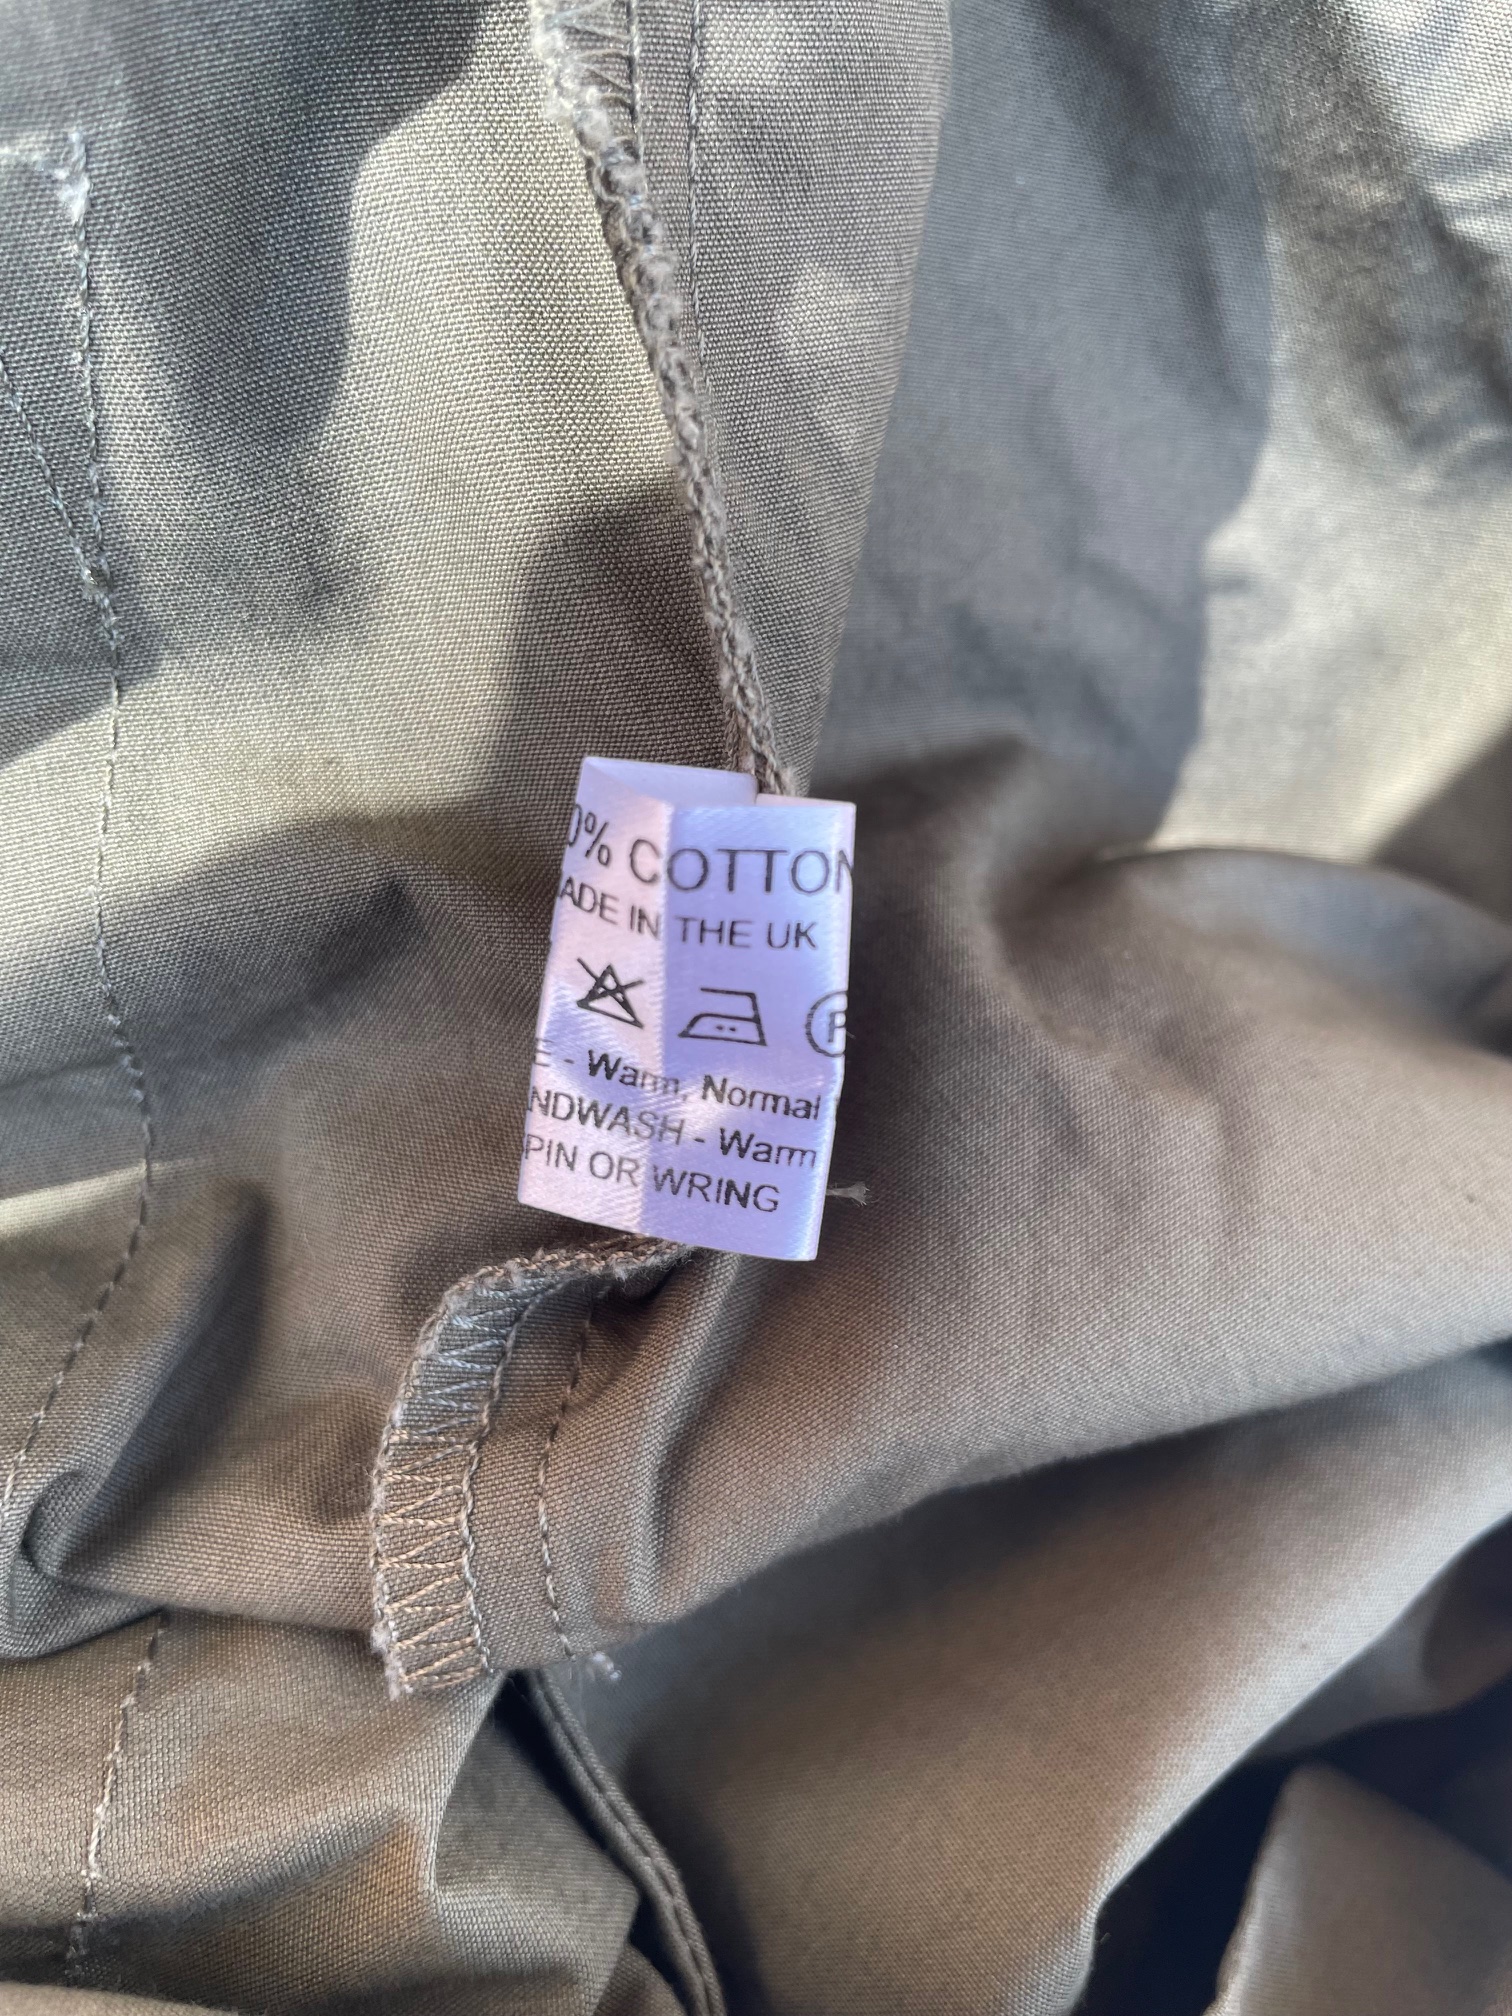 0% COTTON
ADE IN THE UK
P
E - Warm, Normal
NDWASH - Warm
PIN OR WRING